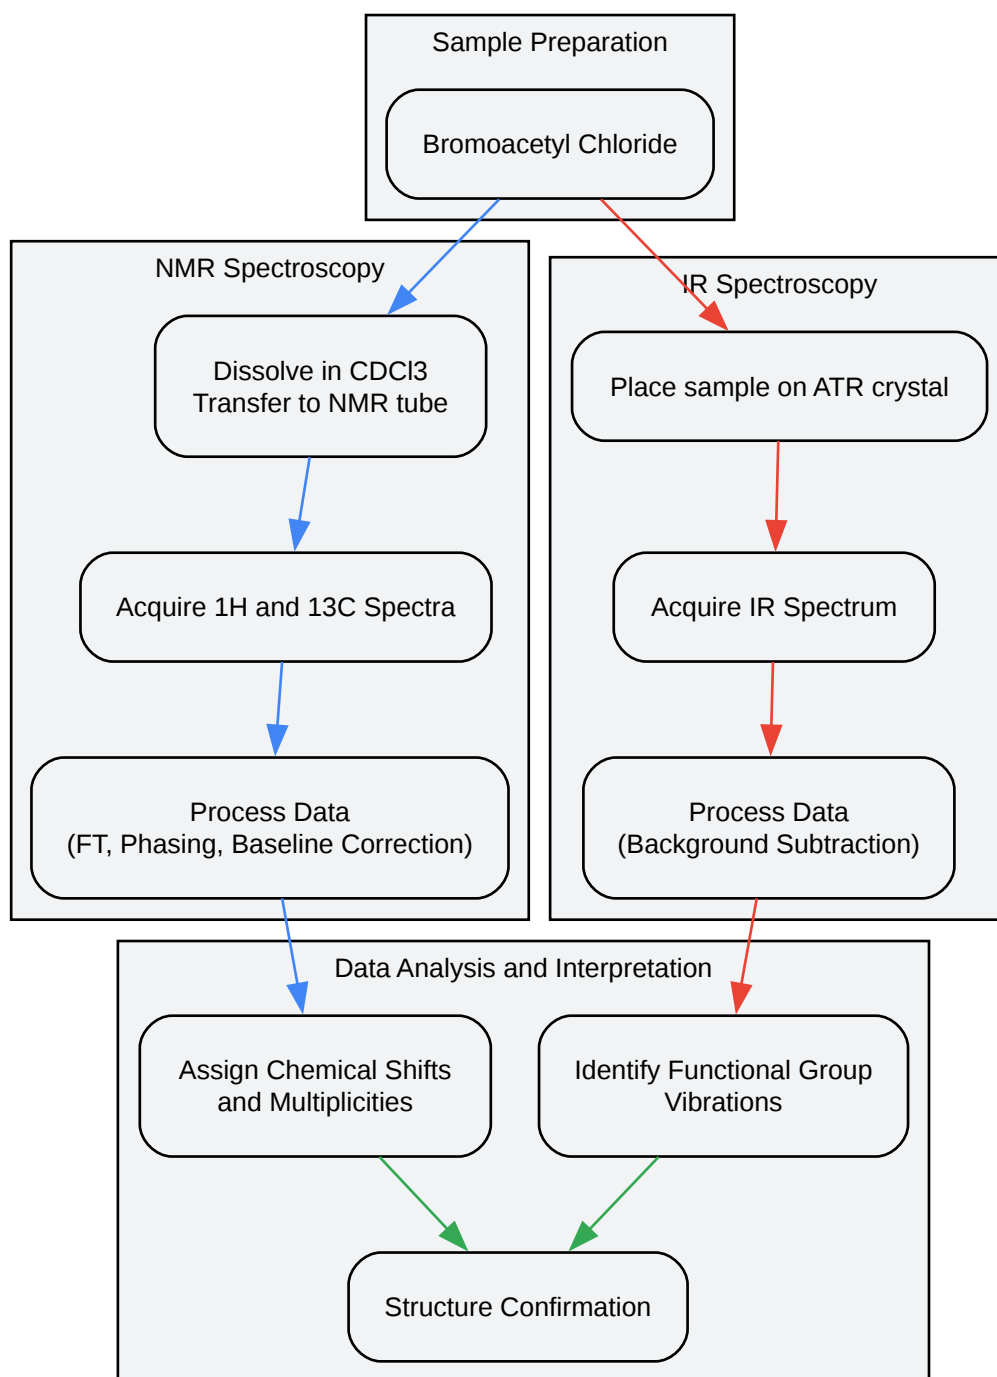 Sample Preparation
Bromoacetyl Chloride
NMR Spectroscopy
Dissolve in CDCl3
Transfer to NMR tube
Acquire 1H and 13C Spectra
Process Data
(FT, Phasing, Baseline Correction)
IR Spectroscopy
Place sample on ATR crystal
Acquire IR Spectrum
Process Data
(Background Subtraction)
Data Analysis and Interpretation
Assign Chemical Shifts
and Multiplicities
Identify Functional Group
Vibrations
Structure Confirmation